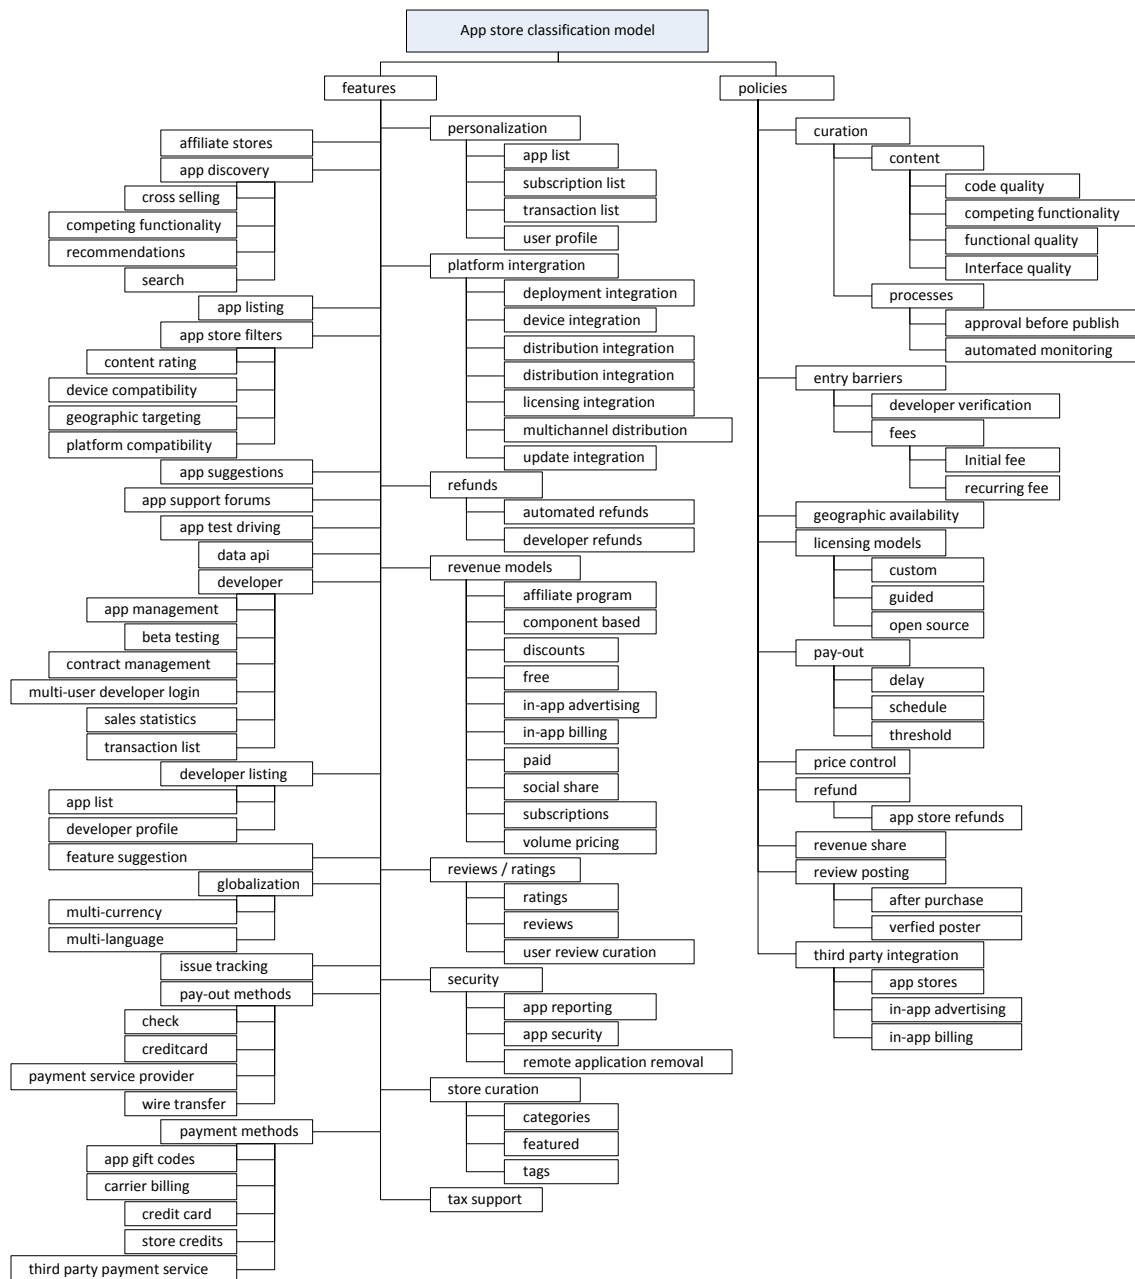 App store classification model
features
affiliate stores
app discovery
cross selling
competing functionality
recommendations
search
app listing
app store filters
content rating
device compatibility
geographic targeting
platform compatibility
app suggestions
app support forums
app test driving
data api
developer
app management
beta testing
contract management
multi-user developer login
sales statistics
transaction list
developer listing
app list
developer profile
feature suggestion
globalization
multi-currency
multi-language
issue tracking
pay-out methods
check
creditcard
payment service provider
wire transfer
payment methods
app gift codes
carrier billing
credit card
store credits
third party payment service
personalization
app list
subscription list
transaction list
user profile
platform intergration
deployment integration
device integration
distribution integration
distribution integration
licensing integration
multichannel distribution
update integration
refunds
automated refunds
developer refunds
revenue models
affiliate program
component based
discounts
free
in-app advertising
in-app billing
paid
social share
subscriptions
volume pricing
reviews / ratings
ratings
reviews
user review curation
security
app reporting
app security
remote application removal
store curation
categories
featured
tags
tax support
policies
curation
content
code quality
competing functionality
functional quality
Interface quality
processes
approval before publish
automated monitoring
entry barriers
developer verification
fees
Initial fee
recurring fee
geographic availability
licensing models
custom
guided
open source
pay-out
delay
schedule
threshold
price control
refund
app store refunds
revenue share
review posting
after purchase
verfied poster
third party integration
app stores
in-app advertising
in-app billing